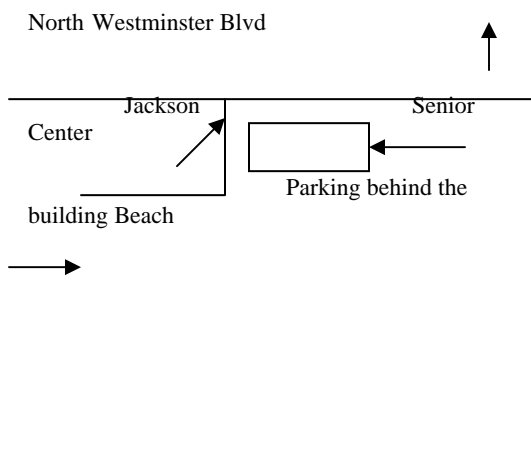 North Westminster Blvd
Jackson Senior
Center
Parking behind the
building Beach